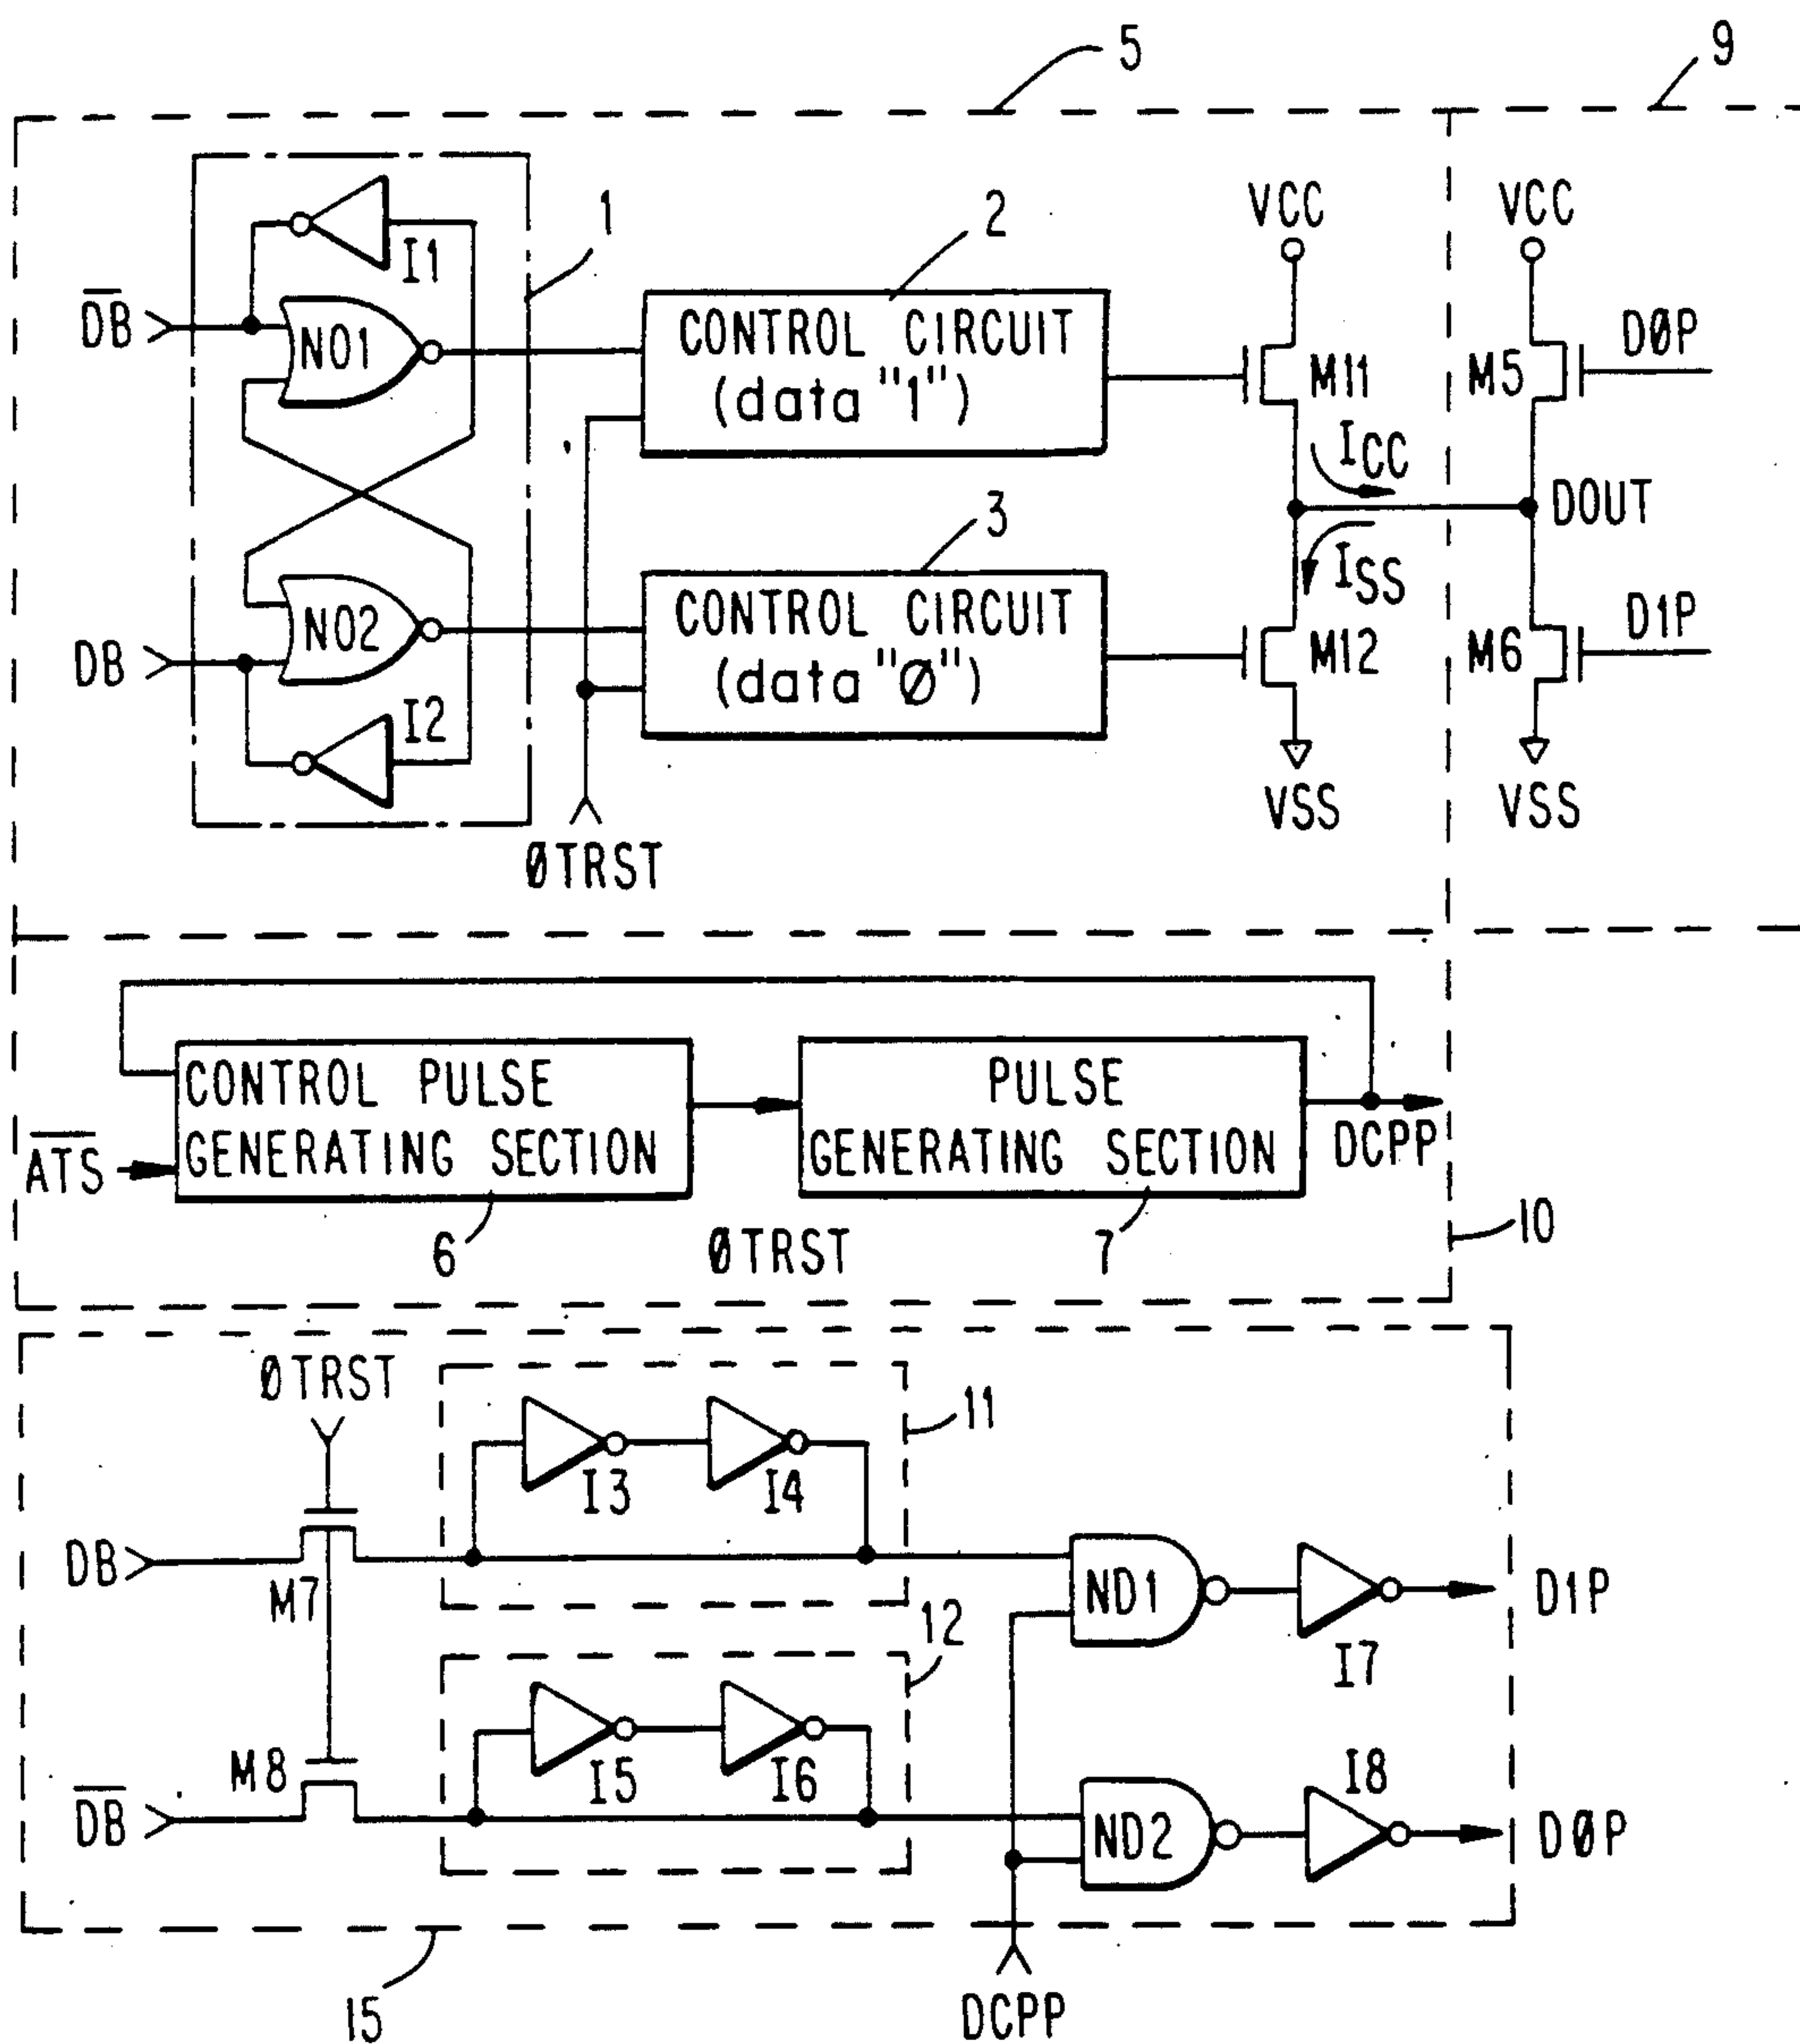 5
9
1
I1
2
VCC
VCC
D̅B̅
NO1
CONTROL CIRCUIT
(data "1")
M11
M5
DØP
ICC
DOUT
3
ISS
NO2
CONTROL CIRCUIT
(data "Ø")
M12
M6
D1P
DB
I2
VSS
VSS
ØTRST
CONTROL PULSE
GENERATING SECTION
PULSE
GENERATING SECTION
DCPP
A̅T̅S̅
6
ØTRST
7
10
ØTRST
11
I3
I4
DB
M7
ND1
D1P
12
I7
M8
I5
I6
I8
D̅B̅
ND2
DØP
15
DCPP